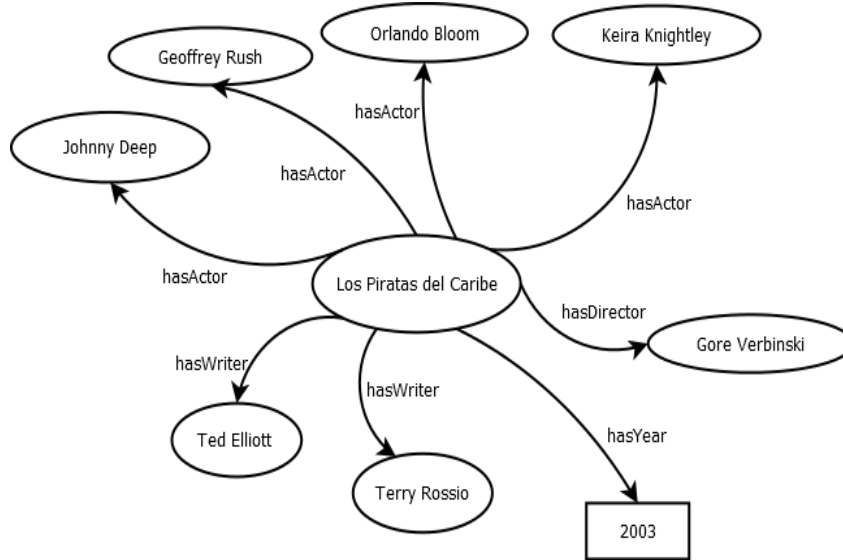 Orlando Bloom
Keira Knightley
Geoffrey Rush
hasActor
Johnny Deep
hasActor
hasActor
hasActor
Los Piratas del Caribe
hasDirector
Gore Verbinski
hasWriter
hasWriter
hasYear
Ted Elliott
Terry Rossio
2003